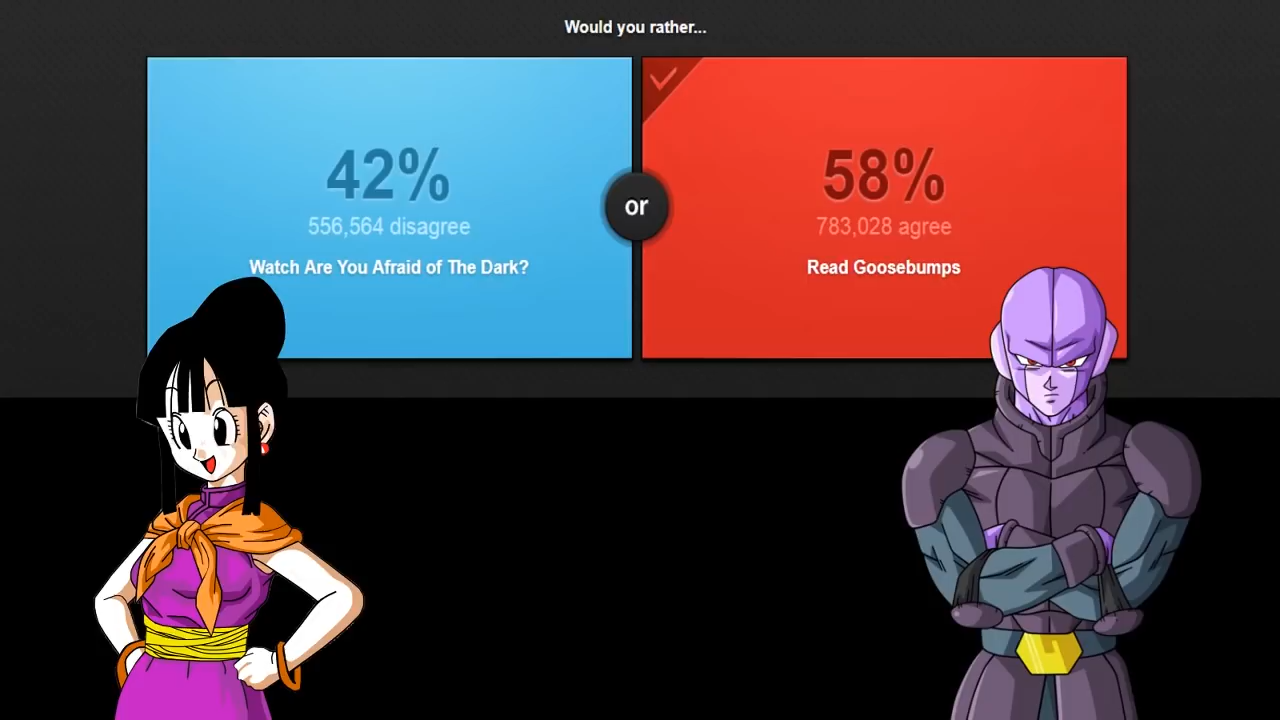 Would you rather...
42%
556,564 disagree
Watch Are You Afraid of The Dark?
or
58%
783,028 agree
Read Goosebumps